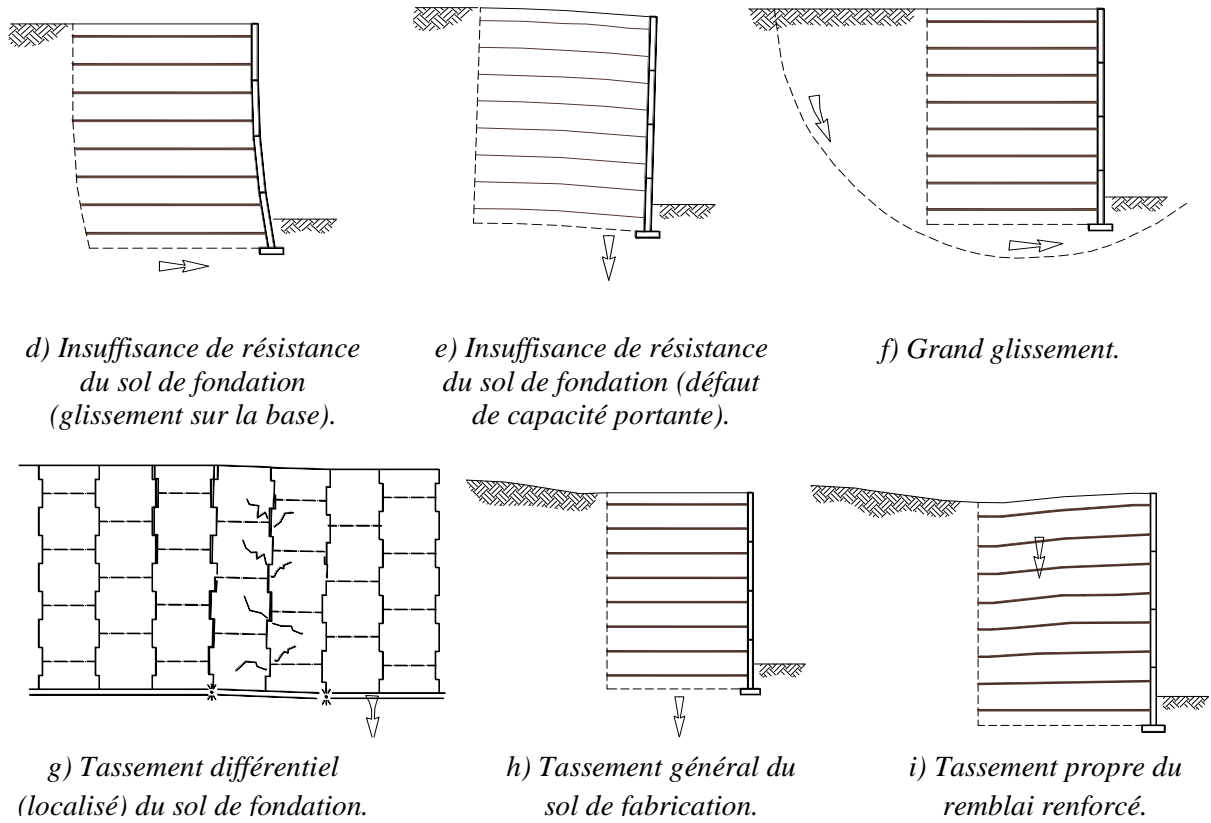 d) Insuffisance de résistance
du sol de fondation
(glissement sur la base).
e) Insuffisance de résistance
du sol de fondation (défaut
de capacité portante).
f) Grand glissement.
g) Tassement différentiel
(localisé) du sol de fondation.
h) Tassement général du
sol de fabrication.
i) Tassement propre du
remblai renforcé.